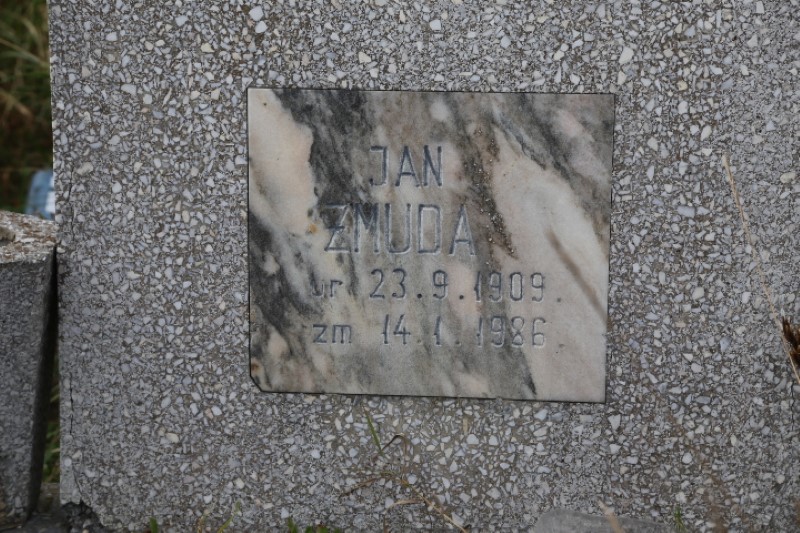 JAN
ŻMUDA
ur 23.9.1909.
zm 14.1.1986